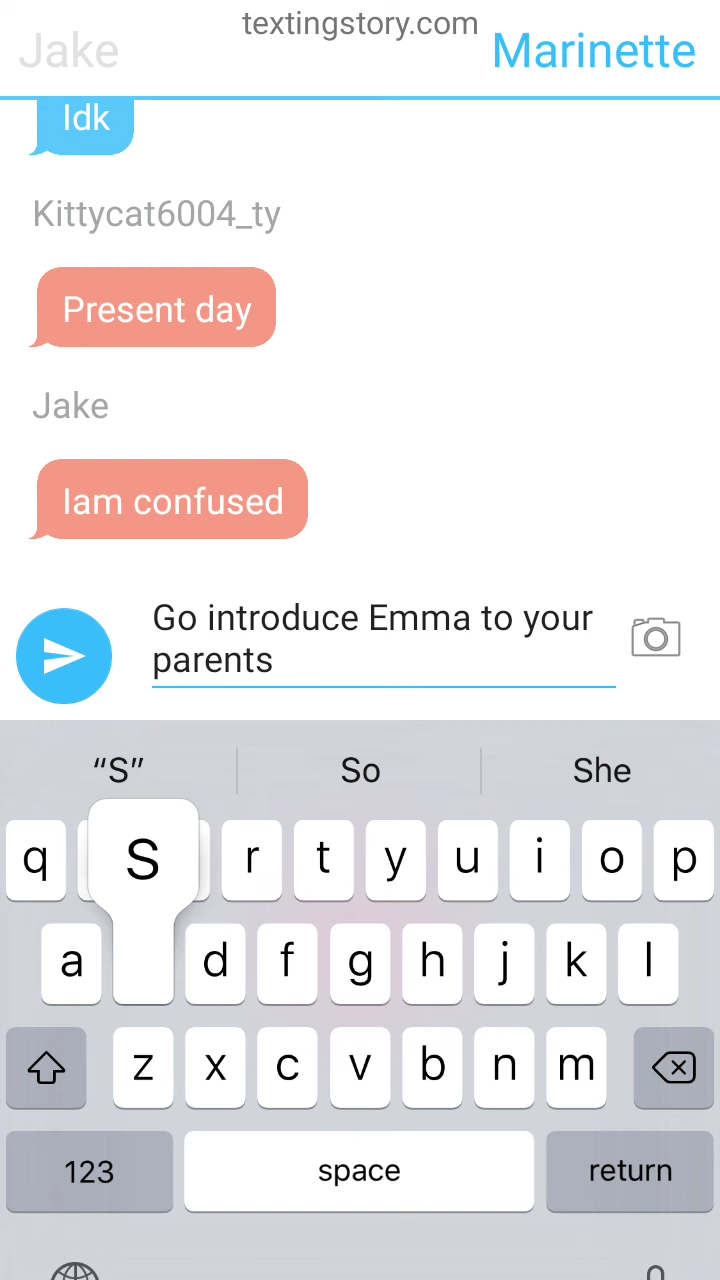 textingstory.com
Jake
Marinette
Idk
Kittycat6004_ty
Present day
Jake
Iam confused
Go introduce Emma to your
parents
“S” So She
q r t y u i o p
S
a d f g h j k l
z x c v b n m
123 space return